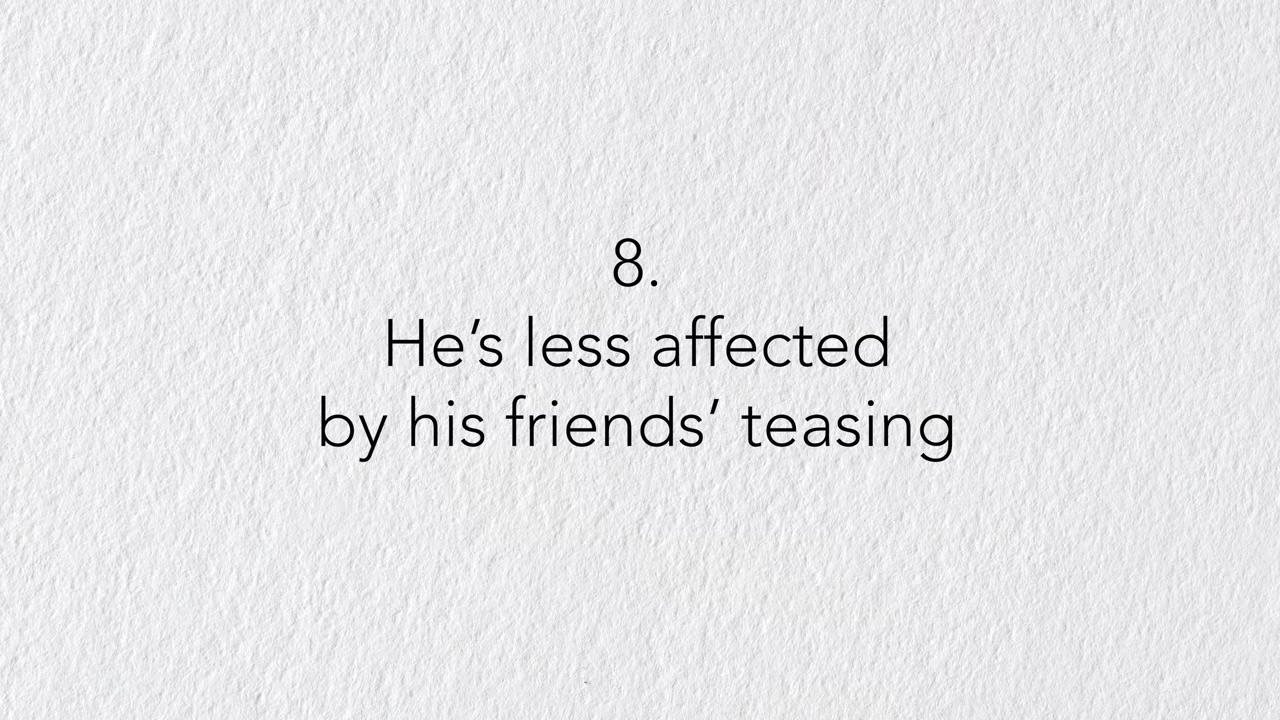 8.
He’s less affected
by his friends’ teasing